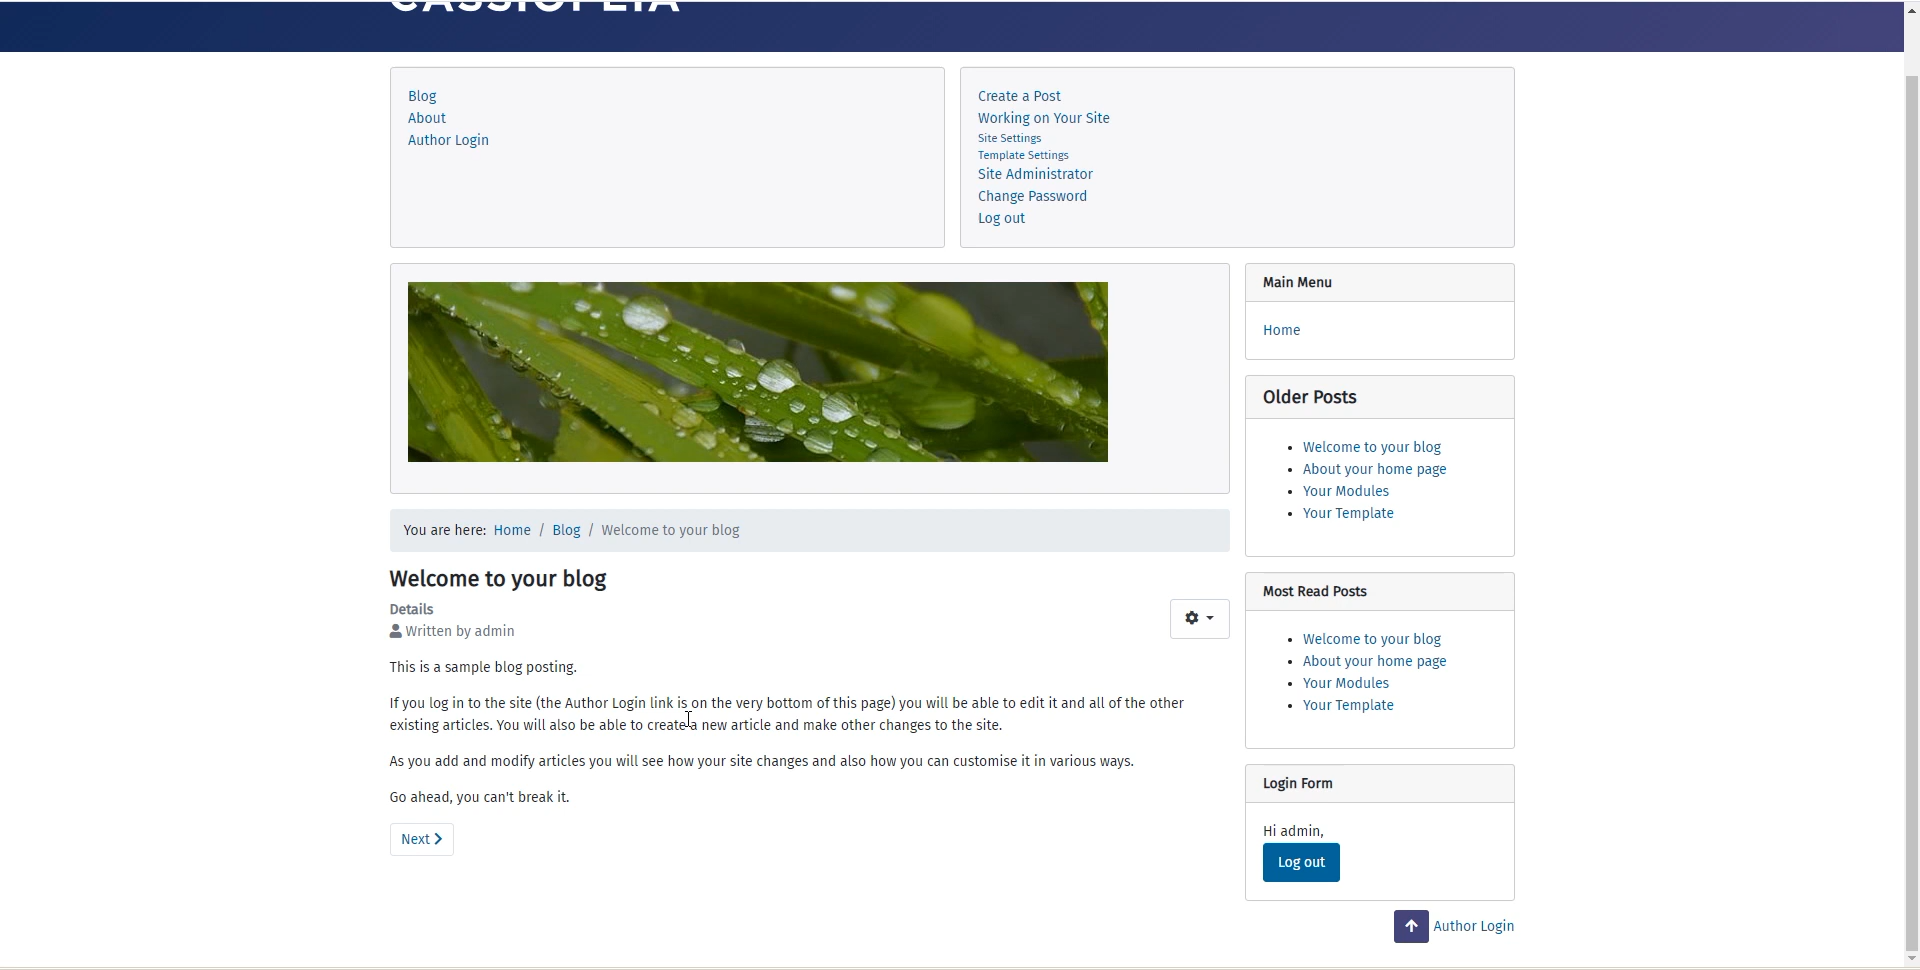 CASSIOPEIA
Blog
About
Author Login
Create a Post
Working on Your Site
Site Settings
Template Settings
Site Administrator
Change Password
Log out
Main Menu
Home
Older Posts
Welcome to your blog
About your home page
Your Modules
Your Template
You are here: Home / Blog / Welcome to your blog
Welcome to your blog
Details
Written by admin
This is a sample blog posting.
If you log in to the site (the Author Login link is on the very bottom of this page) you will be able to edit it and all of the other
existing articles. You will also be able to create a new article and make other changes to the site.
As you add and modify articles you will see how your site changes and also how you can customise it in various ways.
Go ahead, you can't break it.
Next
Most Read Posts
Welcome to your blog
About your home page
Your Modules
Your Template
Login Form
Hi admin,
Log out
Author Login